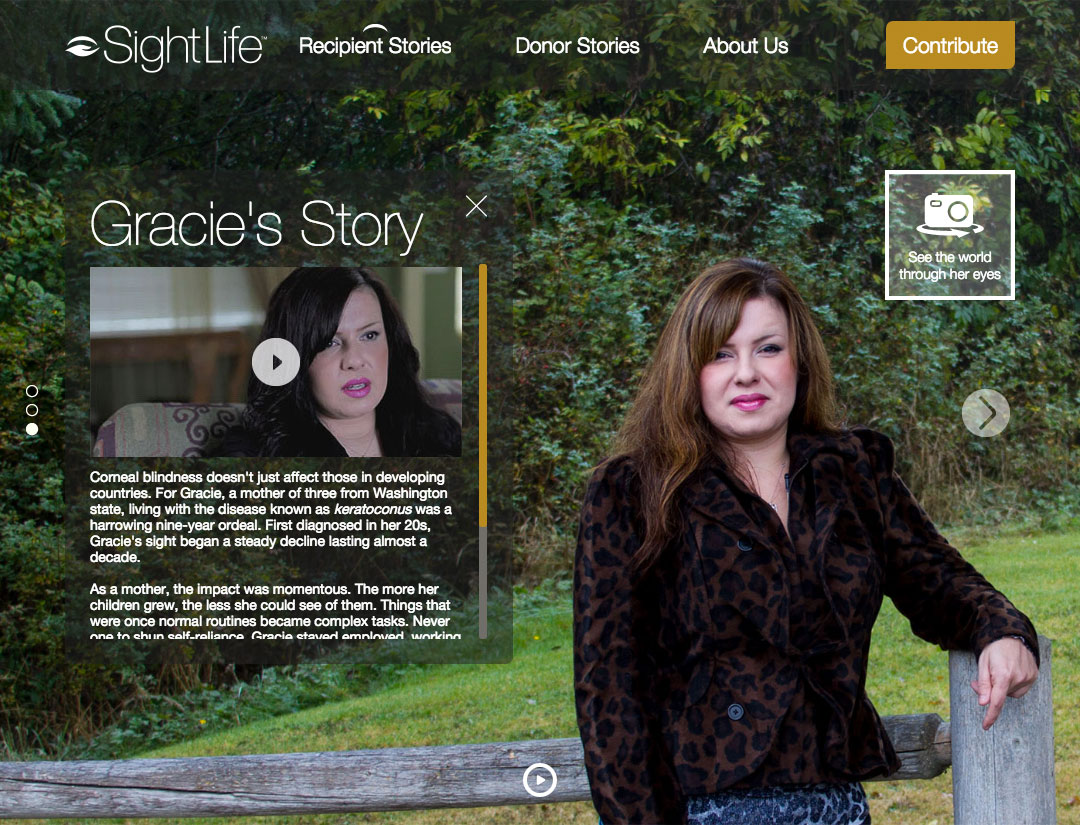 SightLife™
Recipient Stories
Donor Stories
About Us
Contribute
Gracie's Story
See the world
through her eyes
Corneal blindness doesn't just affect those in developing
countries. For Gracie, a mother of three from Washington
state, living with the disease known as keratoconus was a
harrowing nine-year ordeal. First diagnosed in her 20s,
Gracie's sight began a steady decline lasting almost a
decade.
As a mother, the impact was momentous. The more her
children grew, the less she could see of them. Things that
were once normal routines became complex tasks. Never
one to shun self-reliance, Gracie stayed employed, working